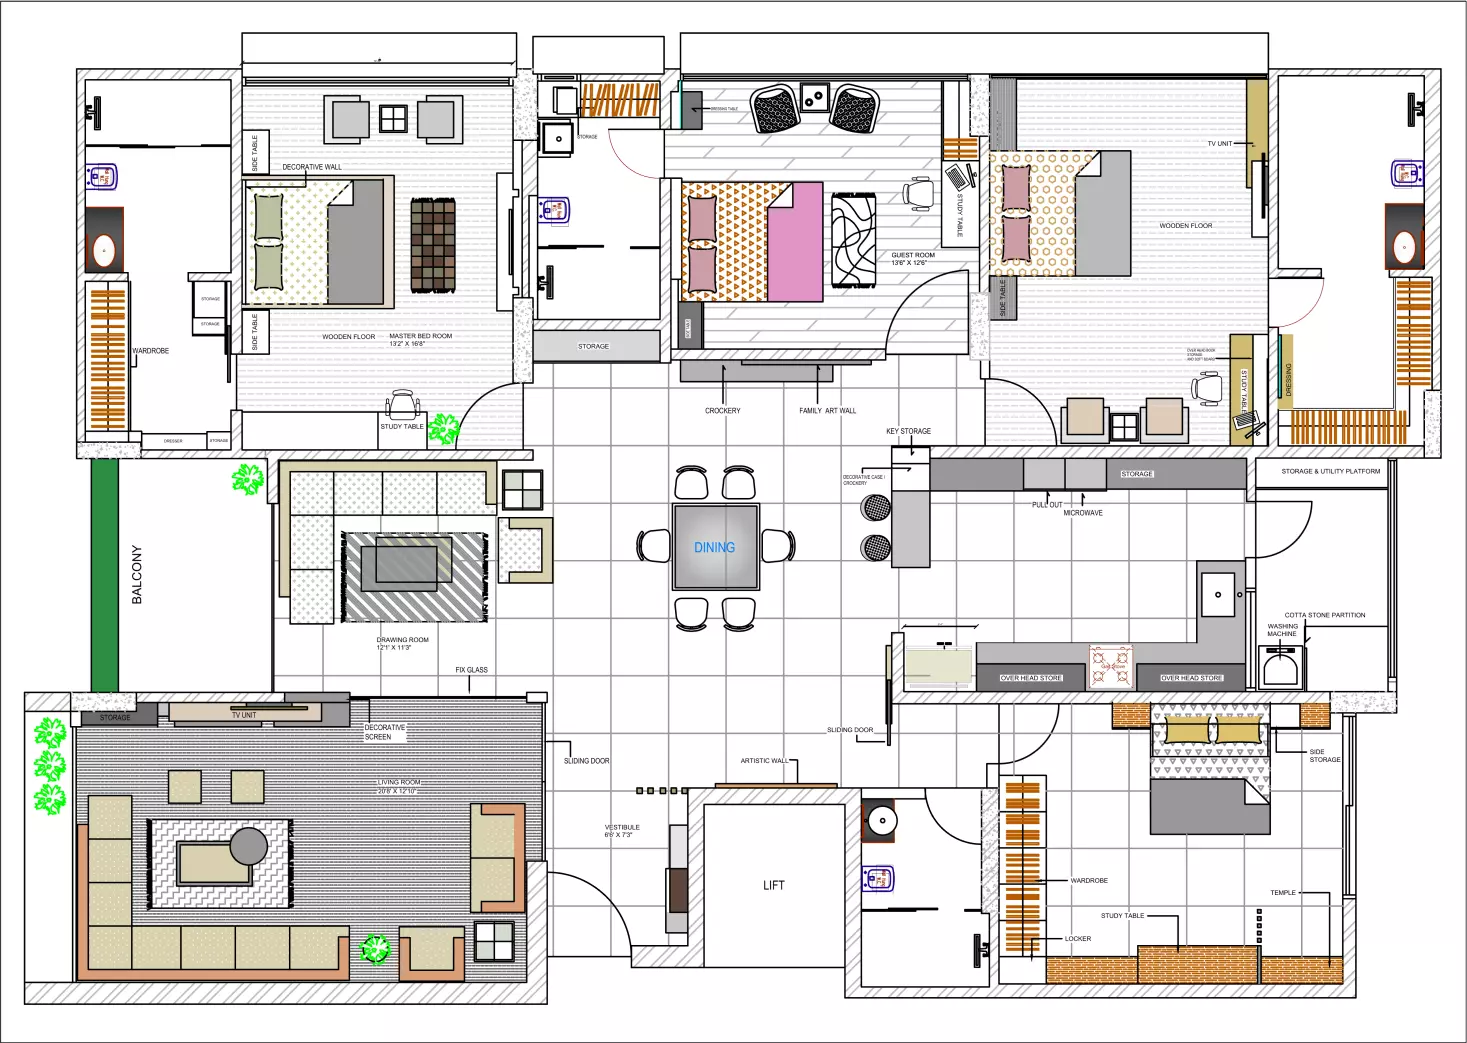 DECORATIVE WALL
SIDE TABLE
STORAGE
DRESSING TABLE
TV UNIT
WOODEN FLOOR
STUDY TABLE
GUEST ROOM
13'6" X 12'6"
SIDE TABLE
STORAGE
STORAGE
SIDE TABLE
WOODEN FLOOR
MASTER BED ROOM
13'2" X 16'8"
WARDROBE
STORAGE
CROCKERY
FAMILY ART WALL
DRESSING
STUDY TABLE
STUDY TABLE
DRESSER
STORAGE
KEY STORAGE
DECORATIVE CASE /
CROCKERY
STORAGE
PULL OUT
MICROWAVE
STORAGE & UTILITY PLATFORM
BALCONY
DINING
DRAWING ROOM
12'1" X 11'3"
FIX GLASS
COTTA STONE PARTITION
WASHING
MACHINE
OVER HEAD STORE
OVER HEAD STORE
STORAGE
TV UNIT
DECORATIVE
SCREEN
SLIDING DOOR
SLIDING DOOR
ARTISTIC WALL
SIDE
STORAGE
LIVING ROOM
20'8' X 12'10"
VESTIBULE
6'6" X 7'3"
LIFT
WARDROBE
TEMPLE
STUDY TABLE
LOCKER